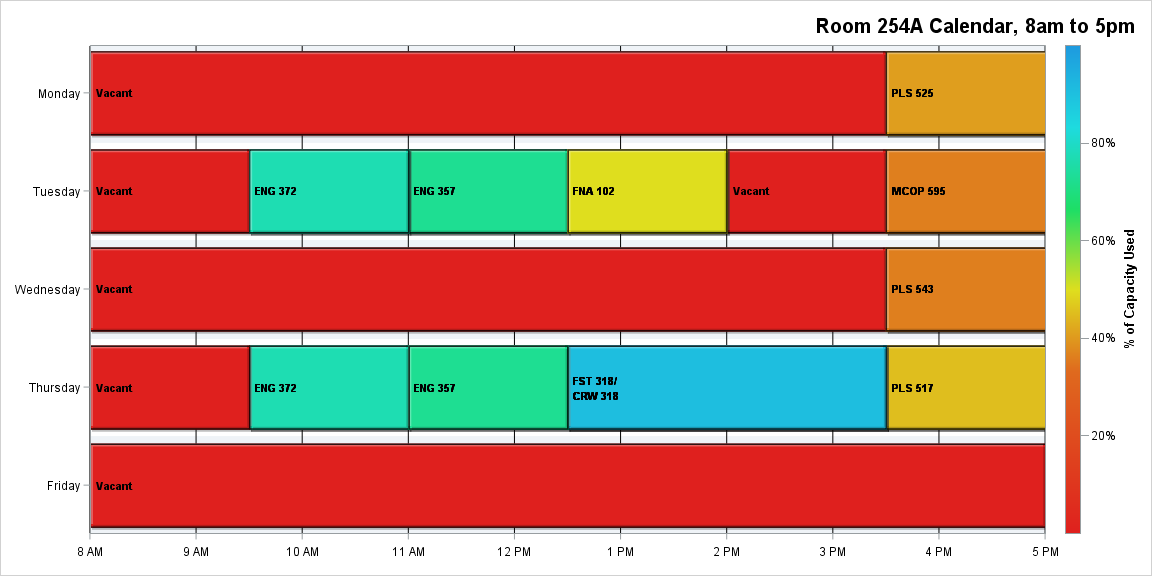 Room 254A Calendar, 8am to 5pm
Monday
Vacant
PLS 525
Tuesday
Vacant
ENG 372
ENG 357
FNA 102
Vacant
MCOP 595
Wednesday
Vacant
PLS 543
Thursday
Vacant
ENG 372
ENG 357
FST 318/
CRW 318
PLS 517
Friday
Vacant
8 AM
9 AM
10 AM
11 AM
12 PM
1 PM
2 PM
3 PM
4 PM
5 PM
80%
60%
40%
20%
% of Capacity Used